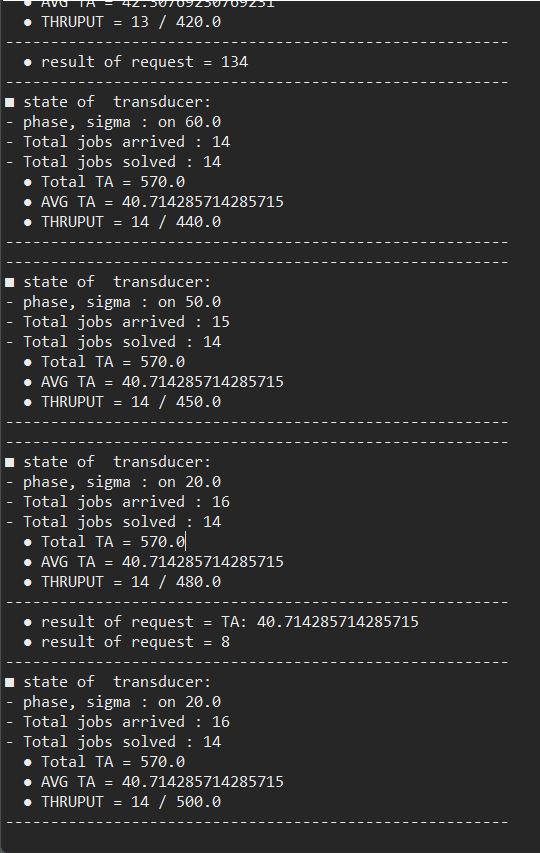 ● AVG TA = 42.30769230769231
● THRUPUT = 13 / 420.0
--------------------------------------------------------
● result of request = 134
--------------------------------------------------------
■ state of  transducer:
- phase, sigma : on 60.0
- Total jobs arrived : 14
- Total jobs solved : 14
● Total TA = 570.0
● AVG TA = 40.714285714285715
● THRUPUT = 14 / 440.0
--------------------------------------------------------
--------------------------------------------------------
■ state of  transducer:
- phase, sigma : on 50.0
- Total jobs arrived : 15
- Total jobs solved : 14
● Total TA = 570.0
● AVG TA = 40.714285714285715
● THRUPUT = 14 / 450.0
--------------------------------------------------------
--------------------------------------------------------
■ state of  transducer:
- phase, sigma : on 20.0
- Total jobs arrived : 16
- Total jobs solved : 14
● Total TA = 570.0
● AVG TA = 40.714285714285715
● THRUPUT = 14 / 480.0
--------------------------------------------------------
● result of request = TA: 40.714285714285715
● result of request = 8
--------------------------------------------------------
■ state of  transducer:
- phase, sigma : on 20.0
- Total jobs arrived : 16
- Total jobs solved : 14
● Total TA = 570.0
● AVG TA = 40.714285714285715
● THRUPUT = 14 / 500.0
--------------------------------------------------------